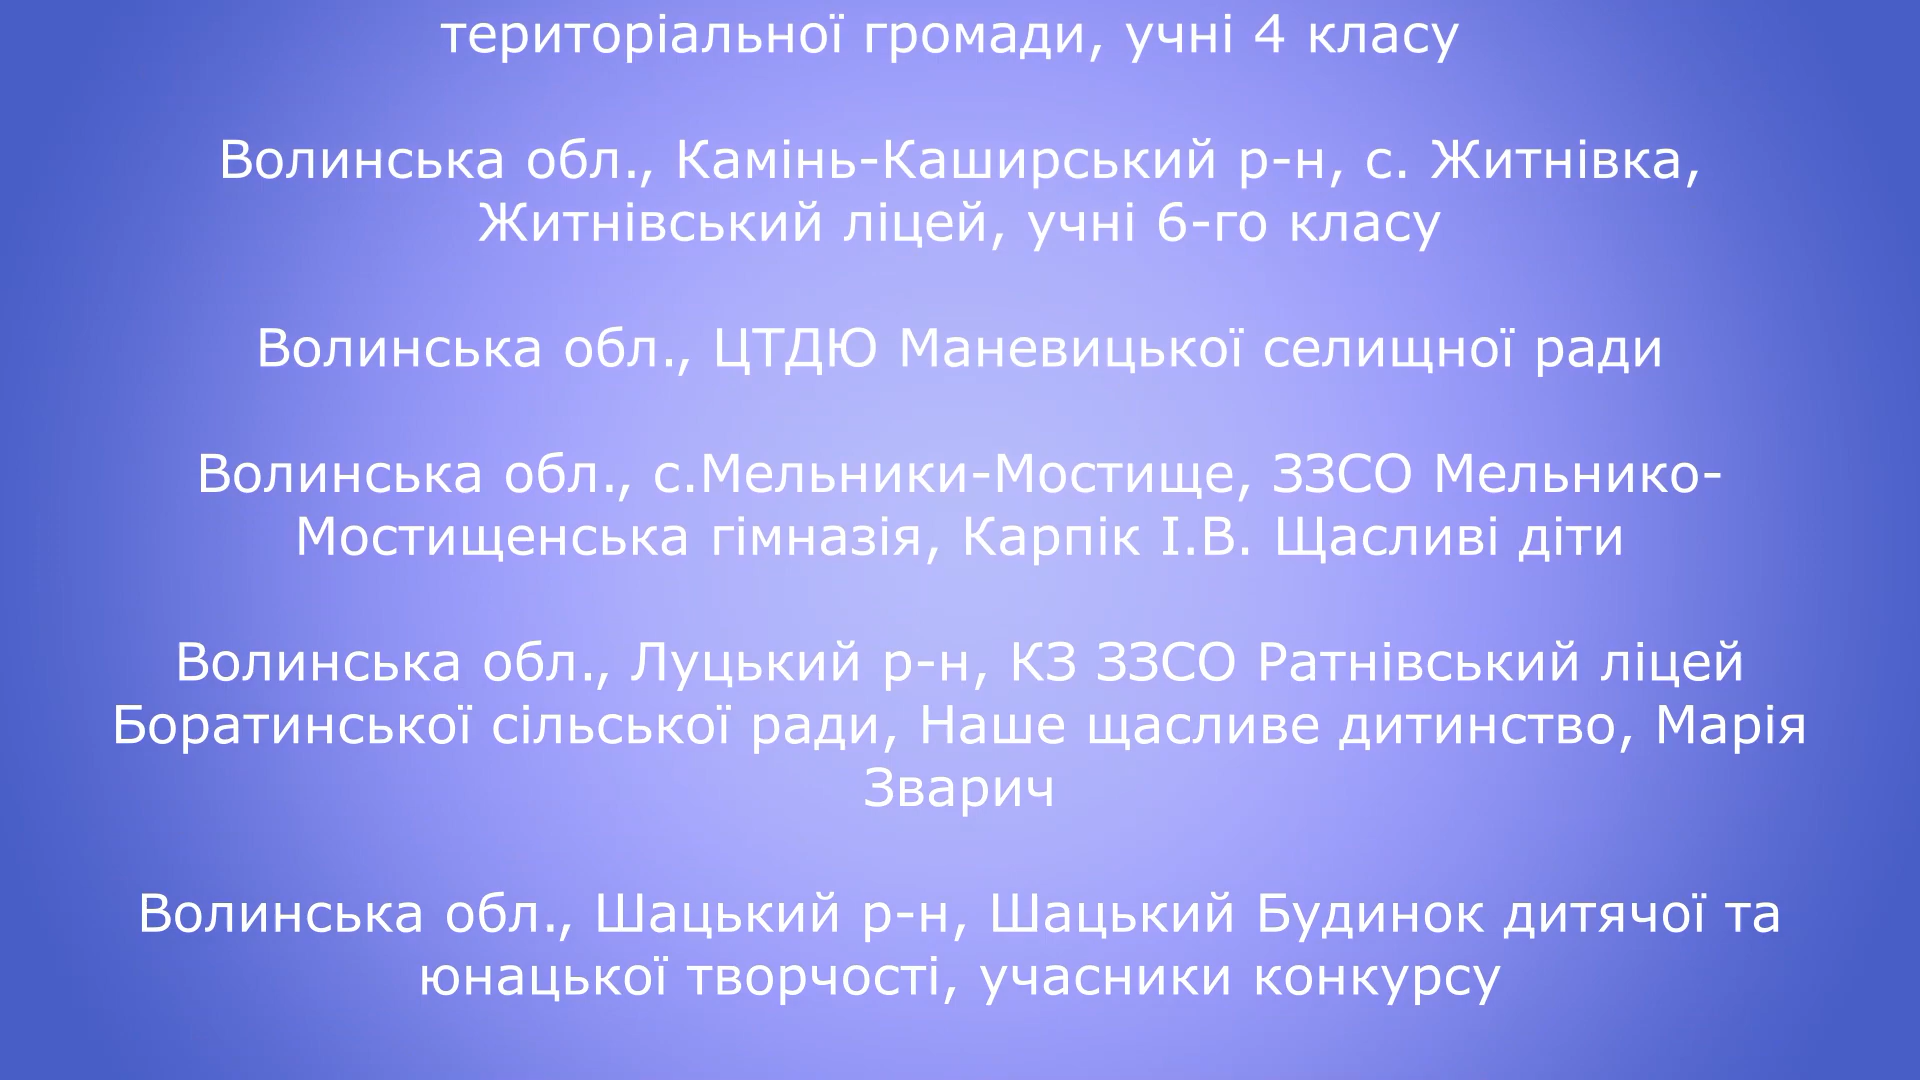 територіальної громади, учні 4 класу
Волинська обл., Камінь-Каширський р-н, с. Житнівка,
Житнівський ліцей, учні 6-го класу
Волинська обл., ЦТДЮ Маневицької селищної ради
Волинська обл., с.Мельники-Мостище, ЗЗСО Мельнико-
Мостищенська гімназія, Карпік І.В. Щасливі діти
Волинська обл., Луцький р-н, КЗ ЗЗСО Ратнівський ліцей
Боратинської сільської ради, Наше щасливе дитинство, Марія
Зварич
Волинська обл., Шацький р-н, Шацький Будинок дитячої та
юнацької творчості, учасники конкурсу